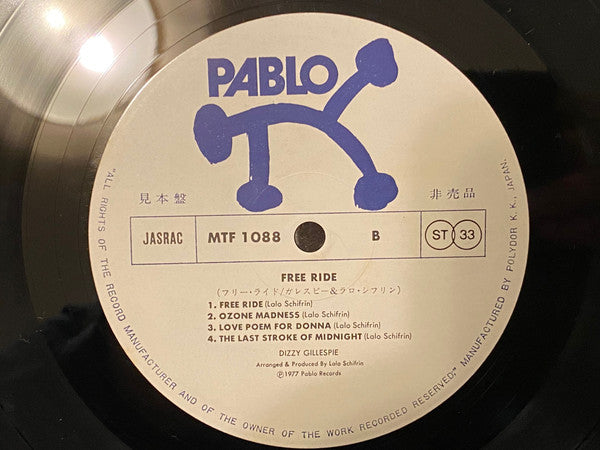 PABLO
見本盤
非売品
JASRAC
MTF 1088
B
ST 33
FREE RIDE
(フリー・ライド/ガレスピー&ラロ・シフリン)
1. FREE RIDE (Lalo Schifrin)
2. OZONE MADNESS (Lalo Schifrin)
3. LOVE POEM FOR DONNA (Lalo Schifrin)
4. THE LAST STROKE OF MIDNIGHT (Lalo Schifrin)
DIZZY GILLESPIE
Arranged & Produced By Lalo Schifrin
Ⓟ1977 Pablo Records
"ALL RIGHTS OF THE RECORD MANUFACTURER AND OF THE OWNER OF THE WORK RECORDED RESERVED," MANUFACTURED BY POLYDOR K. K., JAPAN.